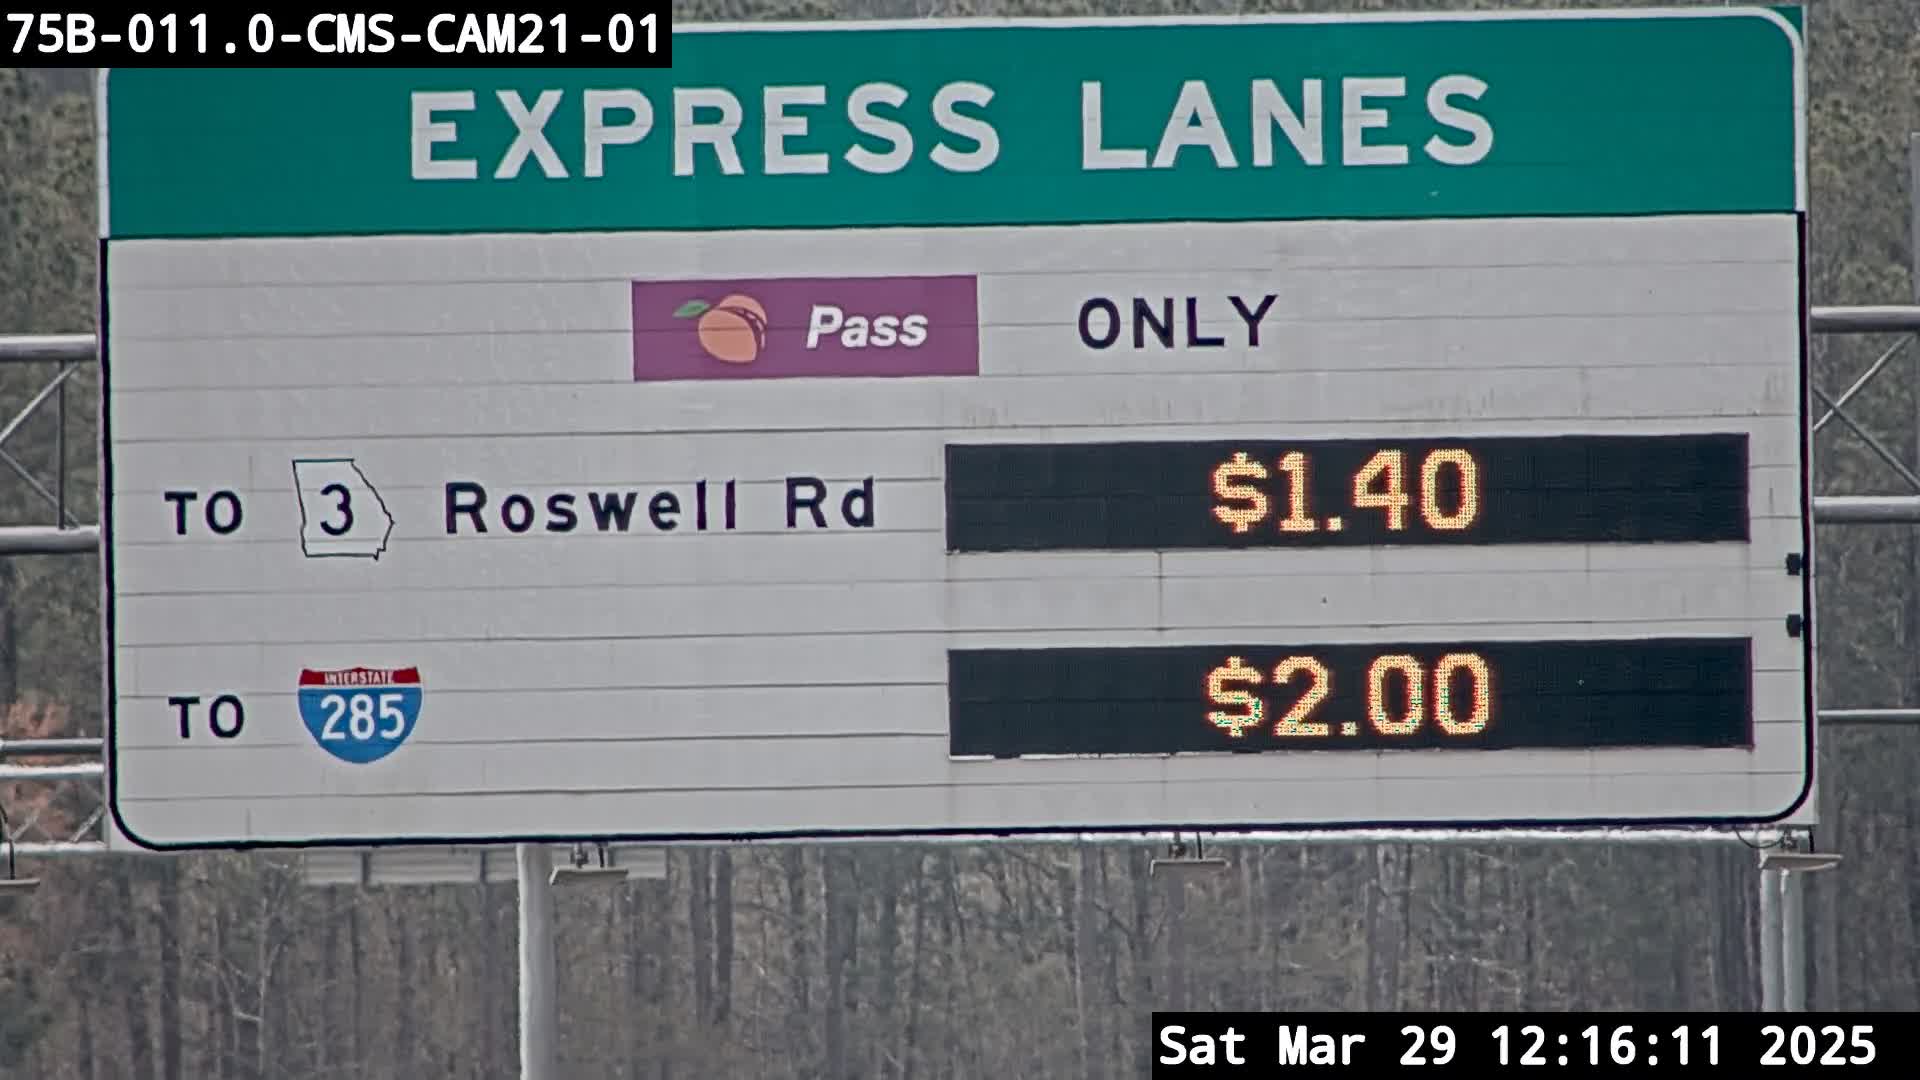 75B-011.0-CMS-CAM21-01
EXPRESS LANES
Pass ONLY
TO 3 Roswell Rd $1.40
TO INTERSTATE 285 $2.00
Sat Mar 29 12:16:11 2025